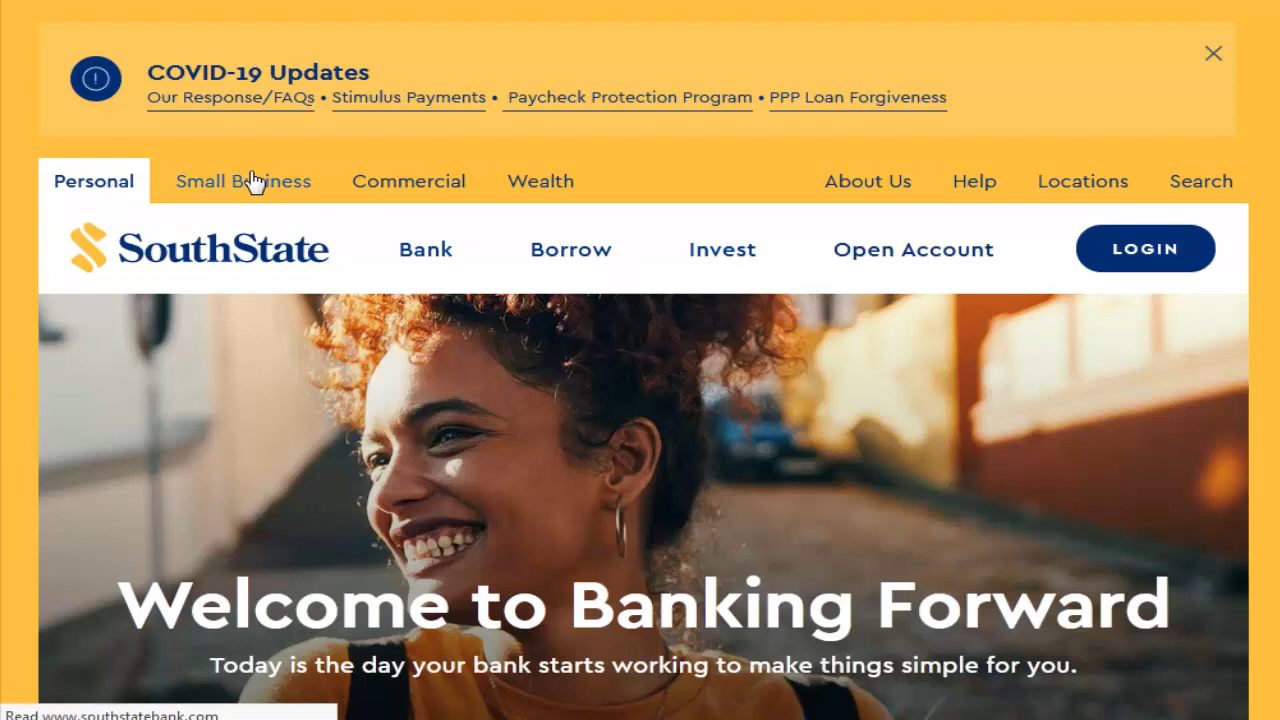 COVID-19 Updates
Our Response/FAQs • Stimulus Payments • Paycheck Protection Program • PPP Loan Forgiveness
Personal Small Business Commercial Wealth About Us Help Locations Search
SouthState Bank Borrow Invest Open Account LOGIN
Welcome to Banking Forward
Today is the day your bank starts working to make things simple for you.
Read www.southstatebank.com